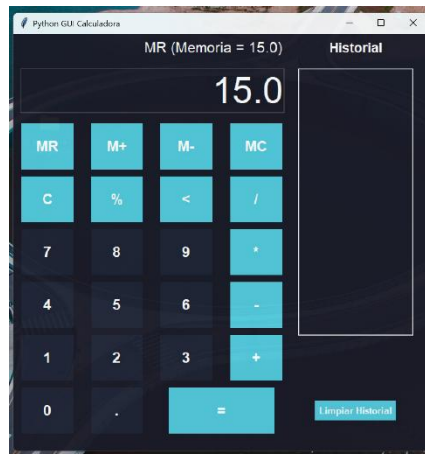 Python GUI Calculadora
MR (Memoria = 15.0)
Historial
15.0
MR M+ M- MC
C % < /
7 8 9 *
4 5 6 -
1 2 3 +
0 . =
Limpiar Historial